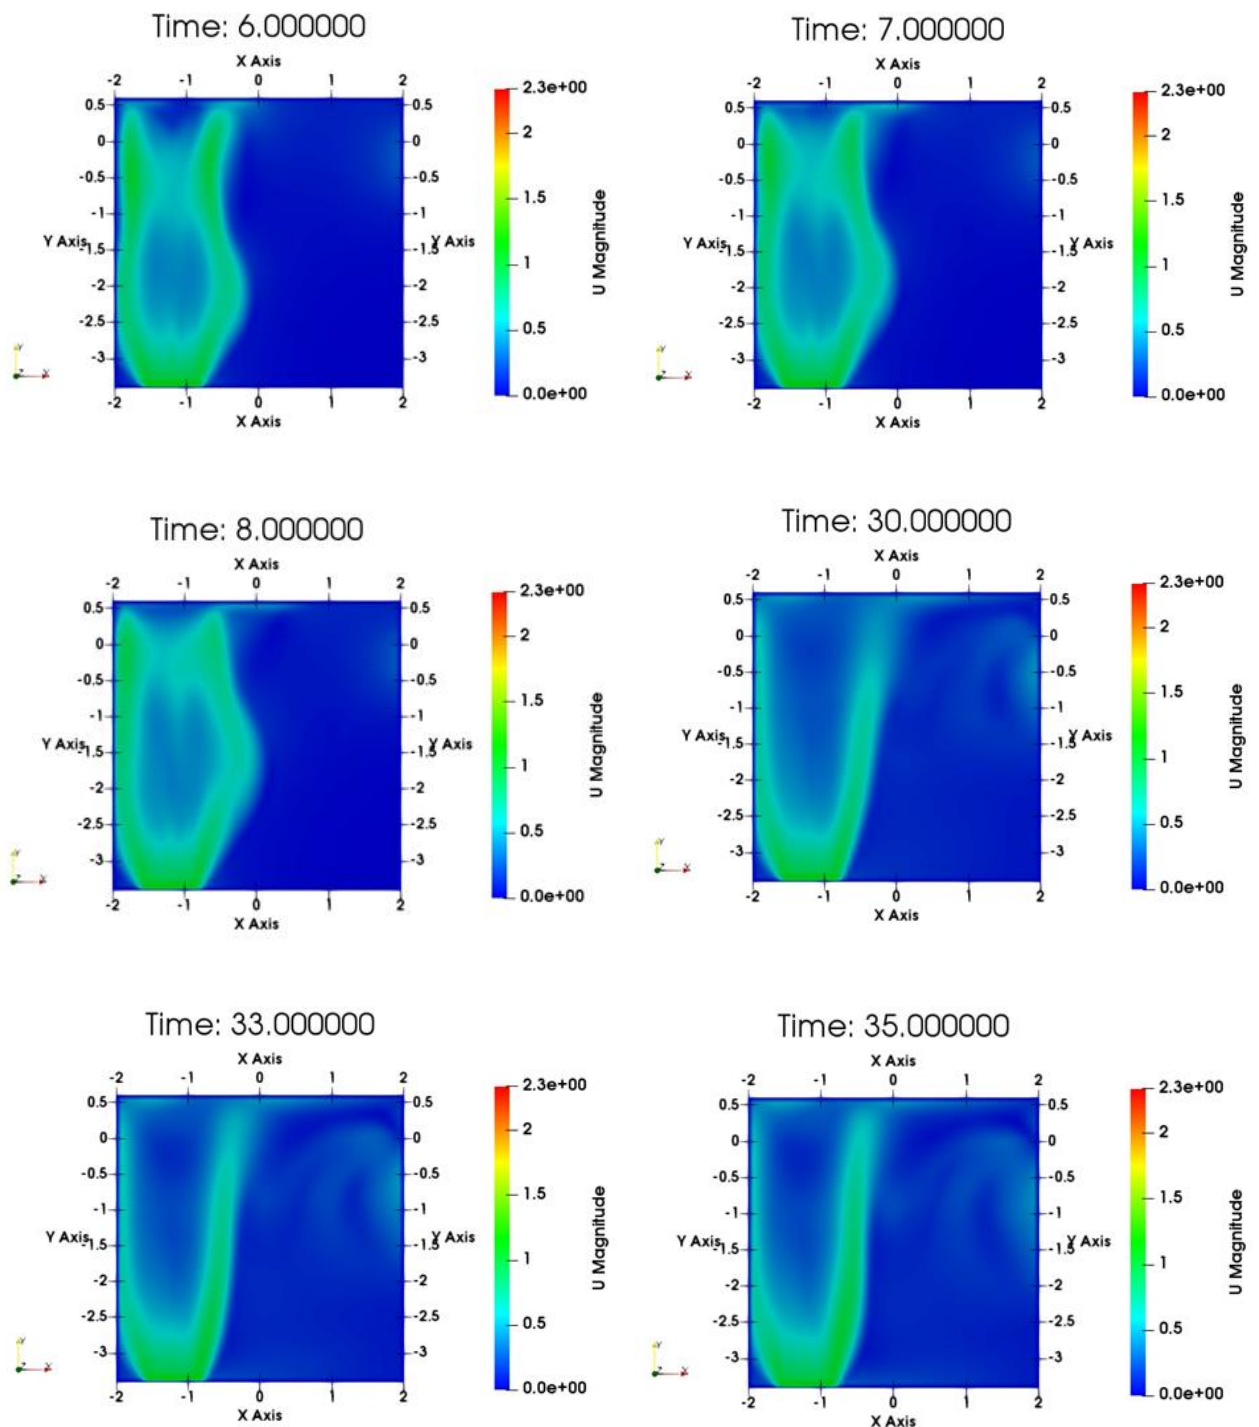 Time: 6.000000
X Axis
-2 -1 0 1 2
0.5 0.5
0 0
-0.5 -0.5
-1 -1
Y Axis -1.5 -1.5 Y Axis
-2 -2
-2.5 -2.5
-3 -3
-2 -1 0 1 2
X Axis
2.3e+00
2
1.5
1
0.5
0.0e+00
U Magnitude
Y
Z X
Time: 7.000000
X Axis
-2 -1 0 1 2
0.5 0.5
0 0
-0.5 -0.5
-1 -1
Y Axis -1.5 -1.5 Y Axis
-2 -2
-2.5 -2.5
-3 -3
-2 -1 0 1 2
X Axis
2.3e+00
2
1.5
1
0.5
0.0e+00
U Magnitude
Y
Z X
Time: 8.000000
X Axis
-2 -1 0 1 2
0.5 0.5
0 0
-0.5 -0.5
-1 -1
Y Axis -1.5 -1.5 Y Axis
-2 -2
-2.5 -2.5
-3 -3
-2 -1 0 1 2
X Axis
2.3e+00
2
1.5
1
0.5
0.0e+00
U Magnitude
Y
Z X
Time: 30.000000
X Axis
-2 -1 0 1 2
0.5 0.5
0 0
-0.5 -0.5
-1 -1
Y Axis -1.5 -1.5 Y Axis
-2 -2
-2.5 -2.5
-3 -3
-2 -1 0 1 2
X Axis
2.3e+00
2
1.5
1
0.5
0.0e+00
U Magnitude
Y
Z X
Time: 33.000000
X Axis
-2 -1 0 1 2
0.5 0.5
0 0
-0.5 -0.5
-1 -1
Y Axis -1.5 -1.5 Y Axis
-2 -2
-2.5 -2.5
-3 -3
-2 -1 0 1 2
X Axis
2.3e+00
2
1.5
1
0.5
0.0e+00
U Magnitude
Y
Z X
Time: 35.000000
X Axis
-2 -1 0 1 2
0.5 0.5
0 0
-0.5 -0.5
-1 -1
Y Axis -1.5 -1.5 Y Axis
-2 -2
-2.5 -2.5
-3 -3
-2 -1 0 1 2
X Axis
2.3e+00
2
1.5
1
0.5
0.0e+00
U Magnitude
Y
Z X